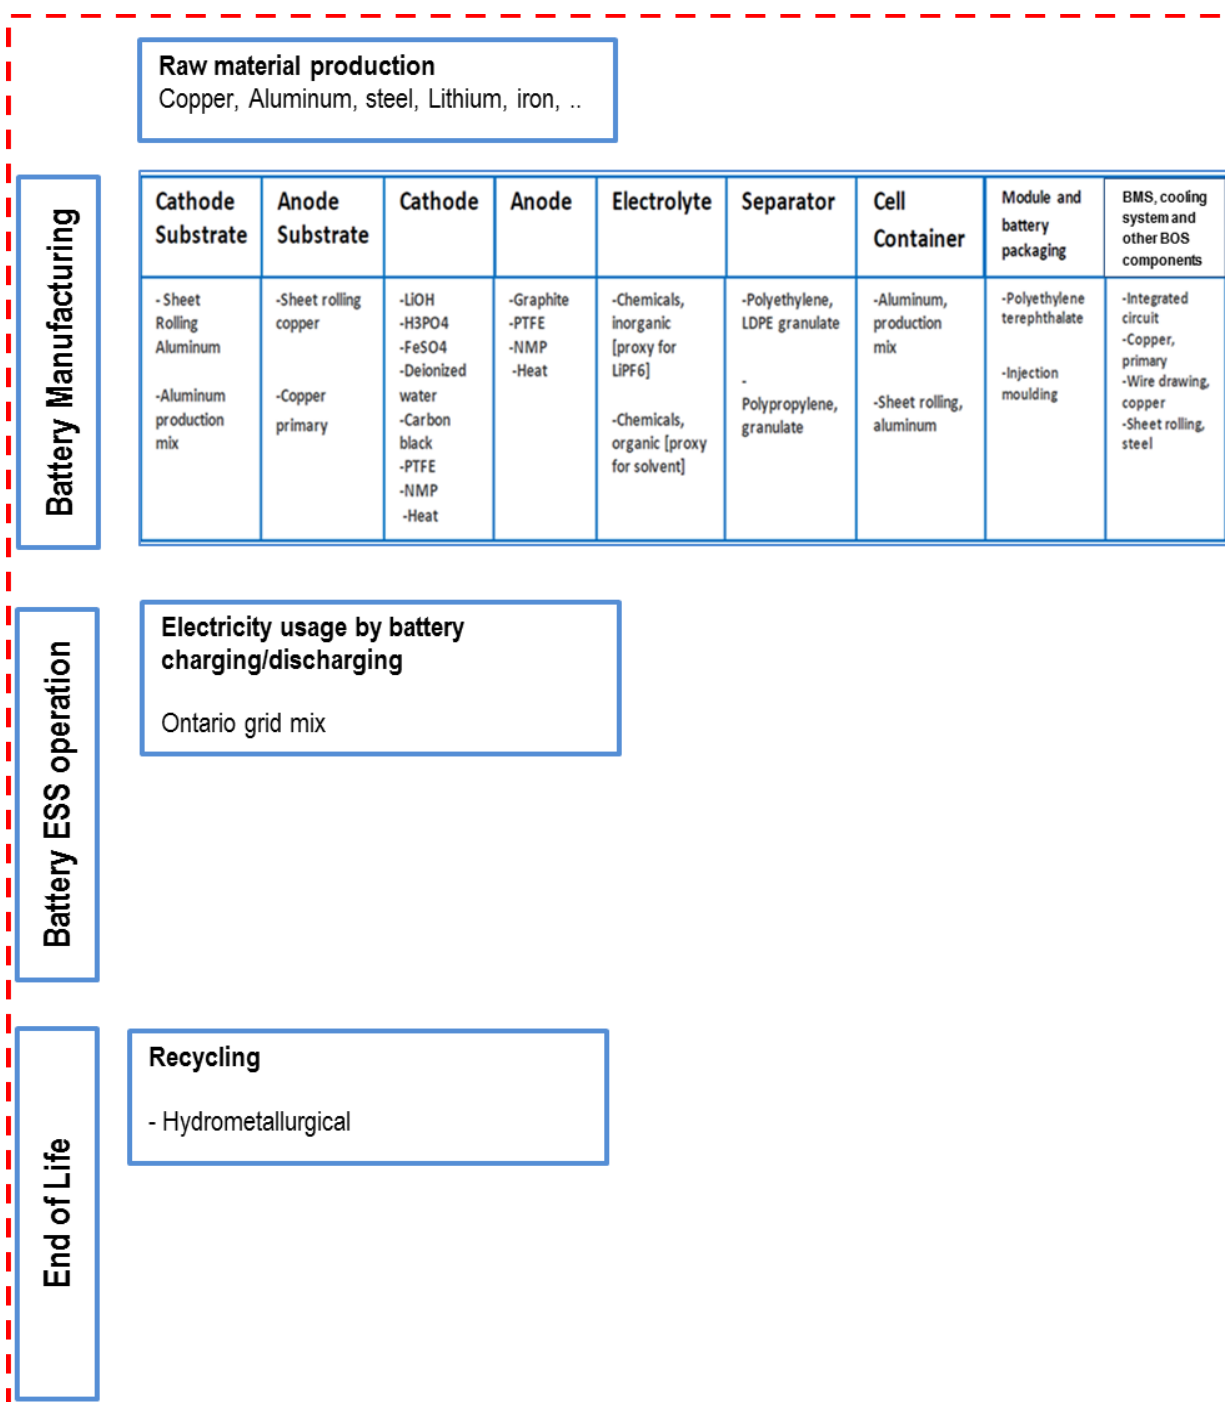 Raw material production
Copper, Aluminum, steel, Lithium, iron, ..
Battery Manufacturing
Cathode
Substrate
Anode
Substrate
Cathode
Anode
Electrolyte
Separator
Cell
Container
Module and
battery
packaging
BMS, cooling
system and
other BOS
components
- Sheet
Rolling
Aluminum
-Aluminum
production
mix
-Sheet rolling
copper
-Copper
primary
-LiOH
-H3PO4
-FeSO4
-Deionized
water
-Carbon
black
-PTFE
-NMP
-Heat
-Graphite
-PTFE
-NMP
-Heat
-Chemicals,
inorganic
[proxy for
LiPF6]
-Chemicals,
organic [proxy
for solvent]
-Polyethylene,
LDPE granulate
-
Polypropylene,
granulate
-Aluminum,
production
mix
-Sheet rolling,
aluminum
-Polyethylene
terephthalate
-Injection
moulding
-Integrated
circuit
-Copper,
primary
-Wire drawing,
copper
-Sheet rolling,
steel
Battery ESS operation
Electricity usage by battery
charging/discharging
Ontario grid mix
End of Life
Recycling
- Hydrometallurgical